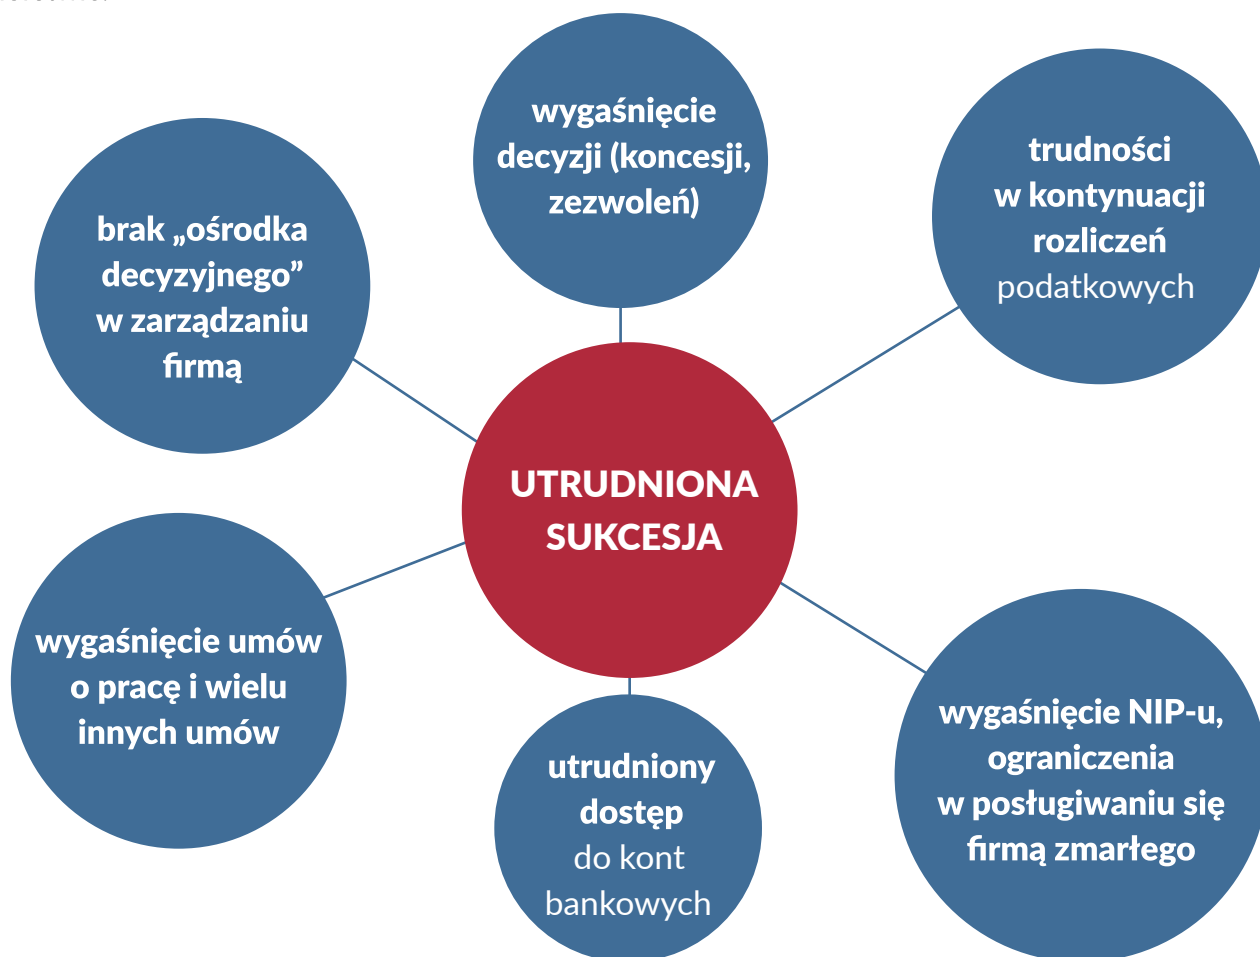 wygaśnięcie
decyzji (koncesji,
zezwoleń)
trudności
w kontynuacji
rozliczeń
podatkowych
brak „ośrodka
decyzyjnego”
w zarządzaniu
firmą
UTRUDNIONA
SUKCESJA
wygaśnięcie umów
o pracę i wielu
innych umów
utrudniony
dostęp
do kont
bankowych
wygaśnięcie NIP-u,
ograniczenia
w posługiwaniu się
firmą zmarłego